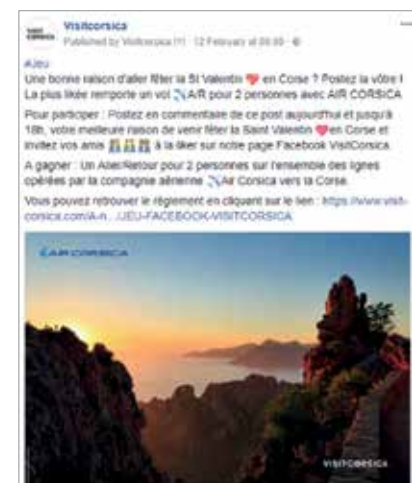 VISIT CORSICA
Visitcorsica
Published by Visitcorsica · 12 February at 09:00
#Jeu
Une bonne raison d'aller fêter la St Valentin 💖 en Corse ? Postez la vôtre !
La plus likée remporte un vol ✈A/R pour 2 personnes avec AIR CORSICA
Pour participer : Postez en commentaire de ce post aujourd'hui et jusqu'à
18h, votre meilleure raison de venir fêter la Saint Valentin 💖en Corse et
invitez vos amis 👫👫👫 à la liker sur notre page Facebook VisitCorsica.
A gagner : Un Aller/Retour pour 2 personnes sur l'ensemble des lignes
opérées par la compagnie aérienne ✈Air Corsica vers la Corse.
Vous pouvez retrouver le règlement en cliquant sur le lien : https://www.visit-
corsica.com/A-n.../JEU-FACEBOOK-VISITCORSICA
AIR CORSICA
VISITCORSICA